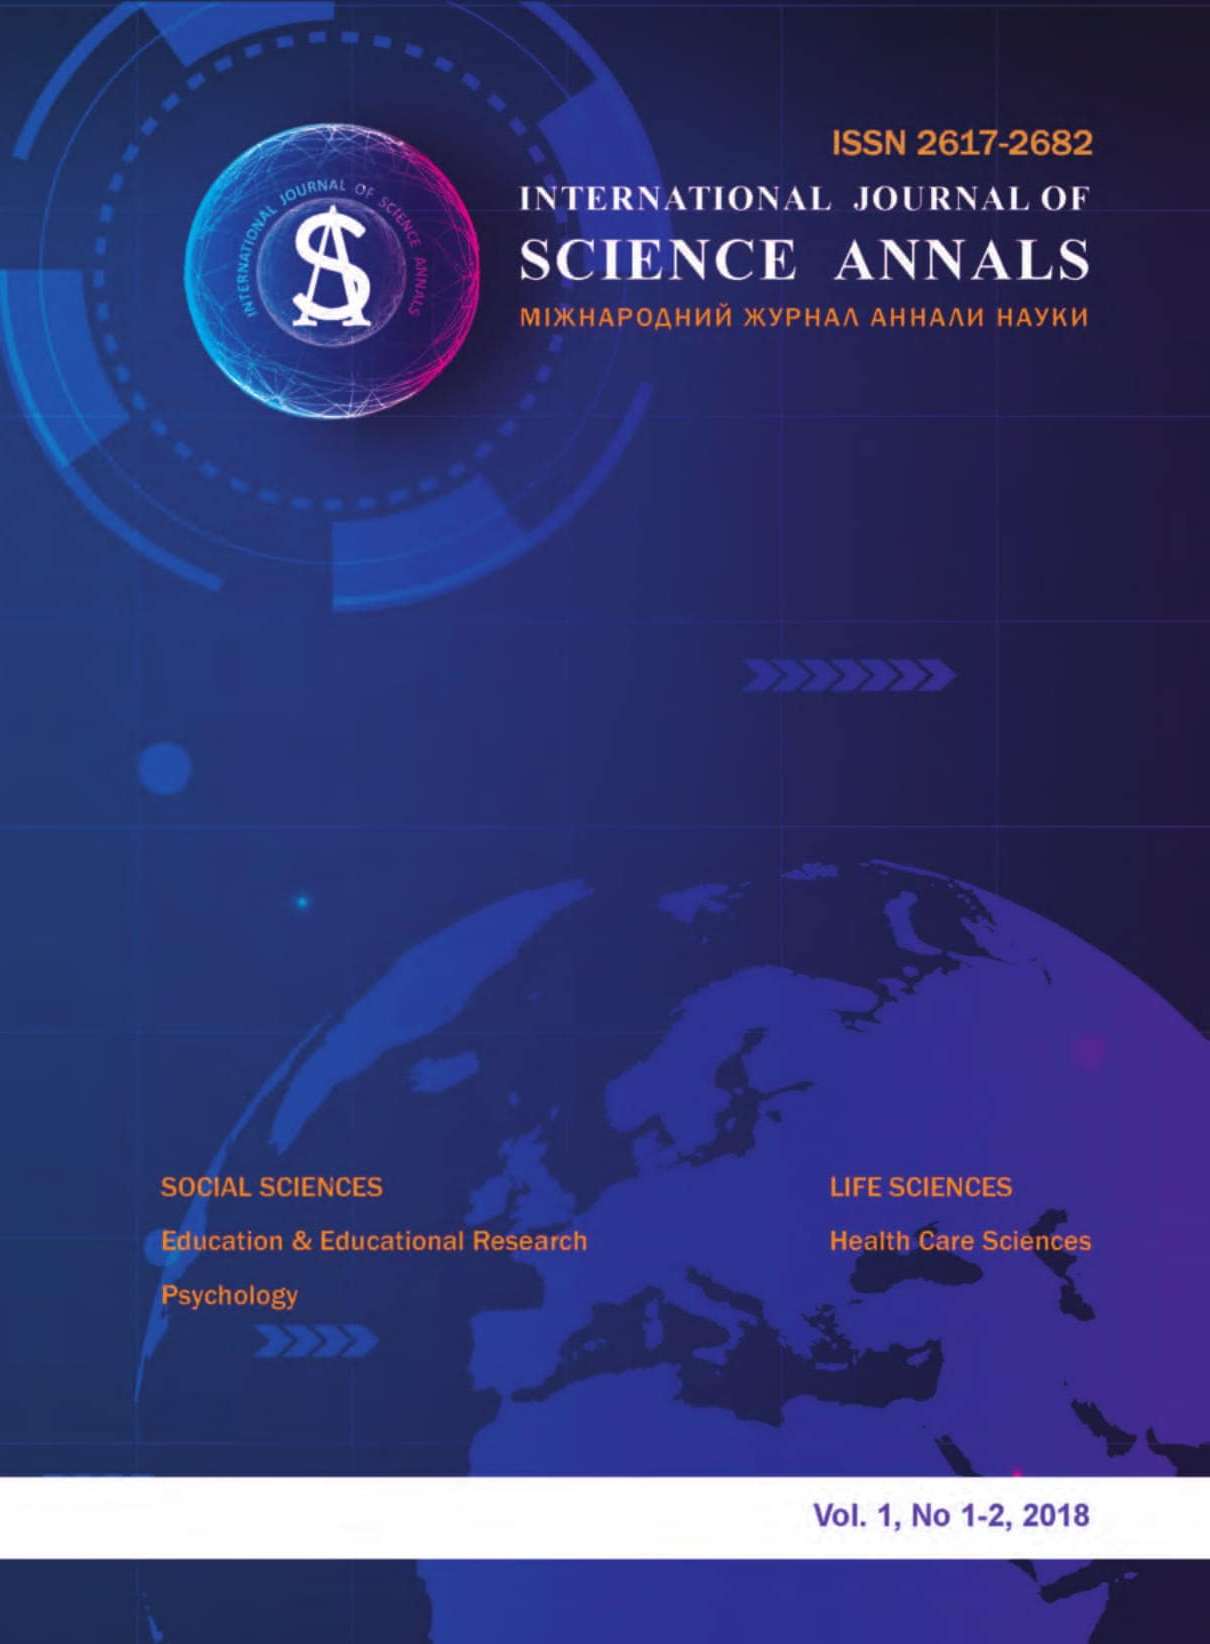 ISSN 2617-2682
INTERNATIONAL JOURNAL OF SCIENCE ANNALS
SA
INTERNATIONAL JOURNAL OF
SCIENCE ANNALS
МІЖНАРОДНИЙ ЖУРНАЛ АННАЛИ НАУКИ
SOCIAL SCIENCES
Education & Educational Research
Psychology
LIFE SCIENCES
Health Care Sciences
Vol. 1, No 1-2, 2018